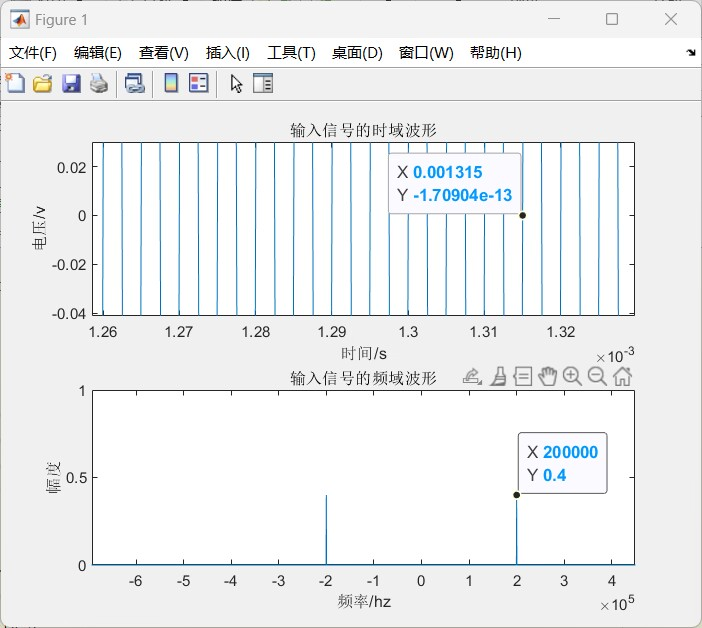 Figure 1
文件(F) 编辑(E) 查看(V) 插入(I) 工具(T) 桌面(D) 窗口(W) 帮助(H)
输入信号的时域波形
X 0.001315
Y -1.70904e-13
0.02
0
-0.02
-0.04
电压/v
1.26 1.27 1.28 1.29 1.3 1.31 1.32
时间/s
×10-3
输入信号的频域波形
X 200000
Y 0.4
1
0.5
0
幅度
-6 -5 -4 -3 -2 -1 0 1 2 3 4
频率/hz
×105